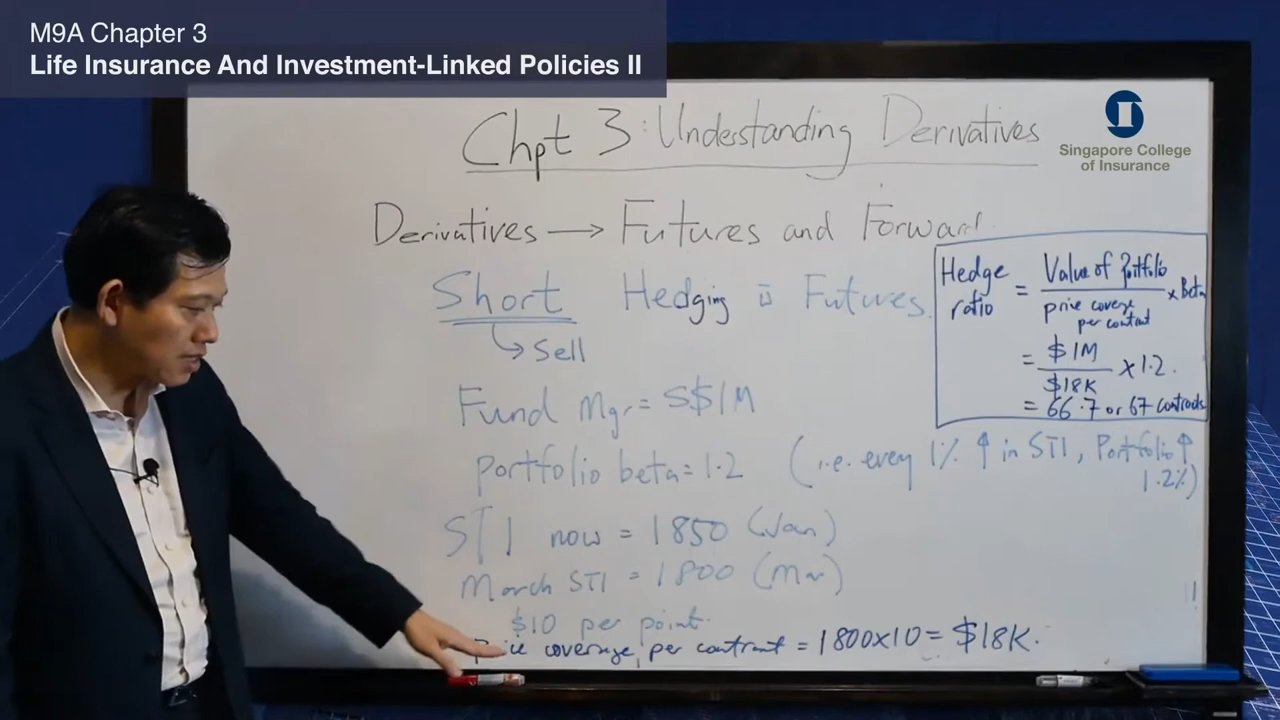 M9A Chapter 3
Life Insurance And Investment-Linked Policies II
Singapore College
of Insurance
Chpt 3: Understanding Derivatives
Derivatives → Futures and Forward
Short Hedging in Futures.
↳ Sell
Fund Mgr = S$1M
portfolio beta = 1.2 (i.e. every 1% ↑ in STI, Portfolio ↑
1.2%)
STI now = 1850 (Jan)
March STI = 1800 (Mar)
$10 per point.
Price coverage per contract = 1800x10 = $18K.
Hedge ratio = Value of Portfolio / price coverage per contract x Beta
= $1M / $18K x 1.2.
= 66.7 or 67 contracts